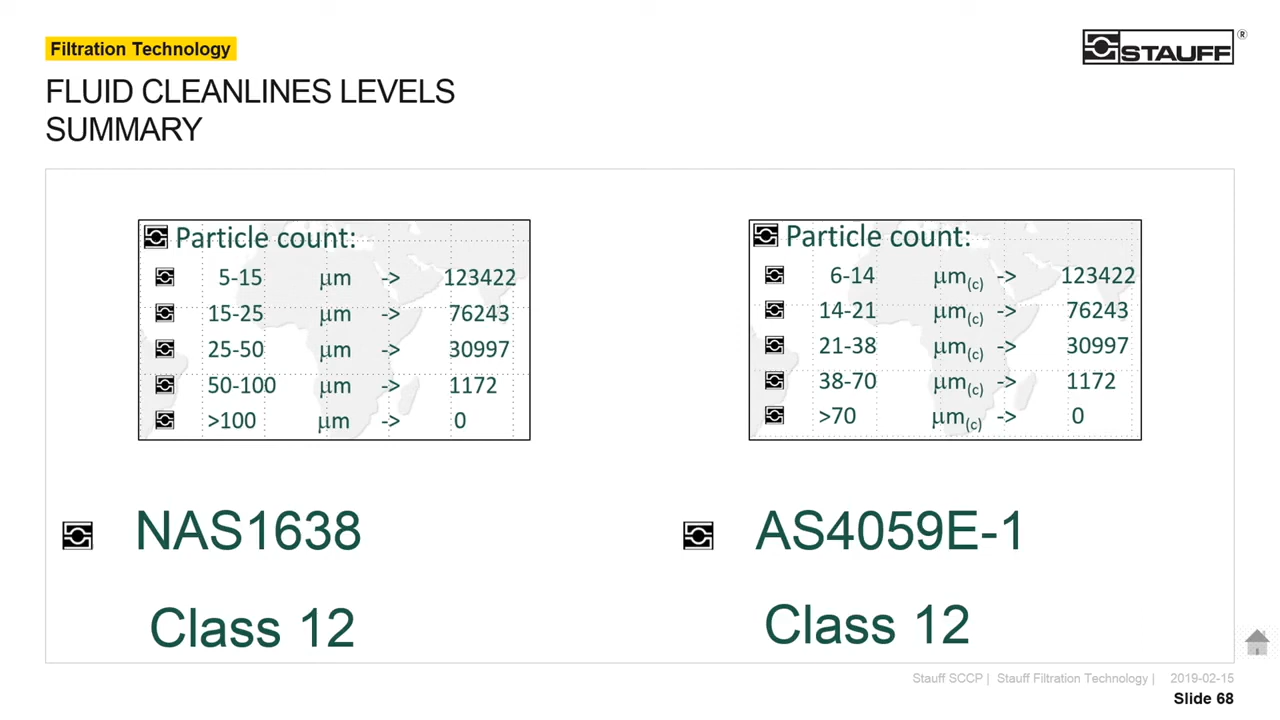 Filtration Technology
STAUFF ®
FLUID CLEANLINES LEVELS
SUMMARY
Particle count:
5-15 µm -> 123422
15-25 µm -> 76243
25-50 µm -> 30997
50-100 µm -> 1172
>100 µm -> 0
Particle count:
6-14 µm(c) -> 123422
14-21 µm(c) -> 76243
21-38 µm(c) -> 30997
38-70 µm(c) -> 1172
>70 µm(c) -> 0
NAS1638
Class 12
AS4059E-1
Class 12
Stauff SCCP | Stauff Filtration Technology | 2019-02-15
Slide 68